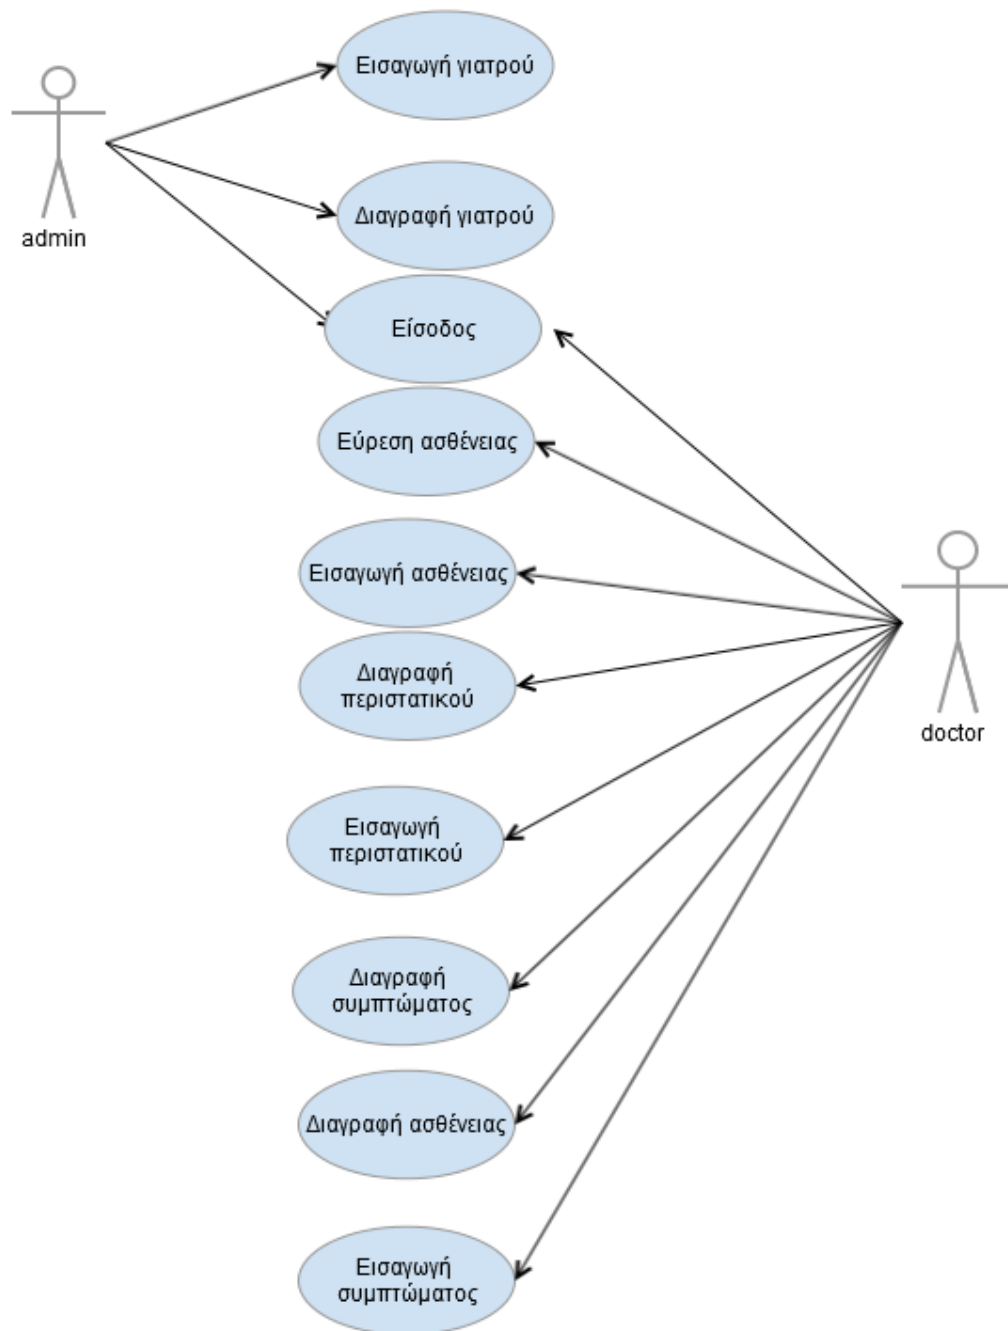 Εισαγωγή γιατρού
admin
Διαγραφή γιατρού
Είσοδος
Εύρεση ασθένειας
Εισαγωγή ασθένειας
Διαγραφή
περιστατικού
doctor
Εισαγωγή
περιστατικού
Διαγραφή
συμπτώματος
Διαγραφή ασθένειας
Εισαγωγή
συμπτώματος